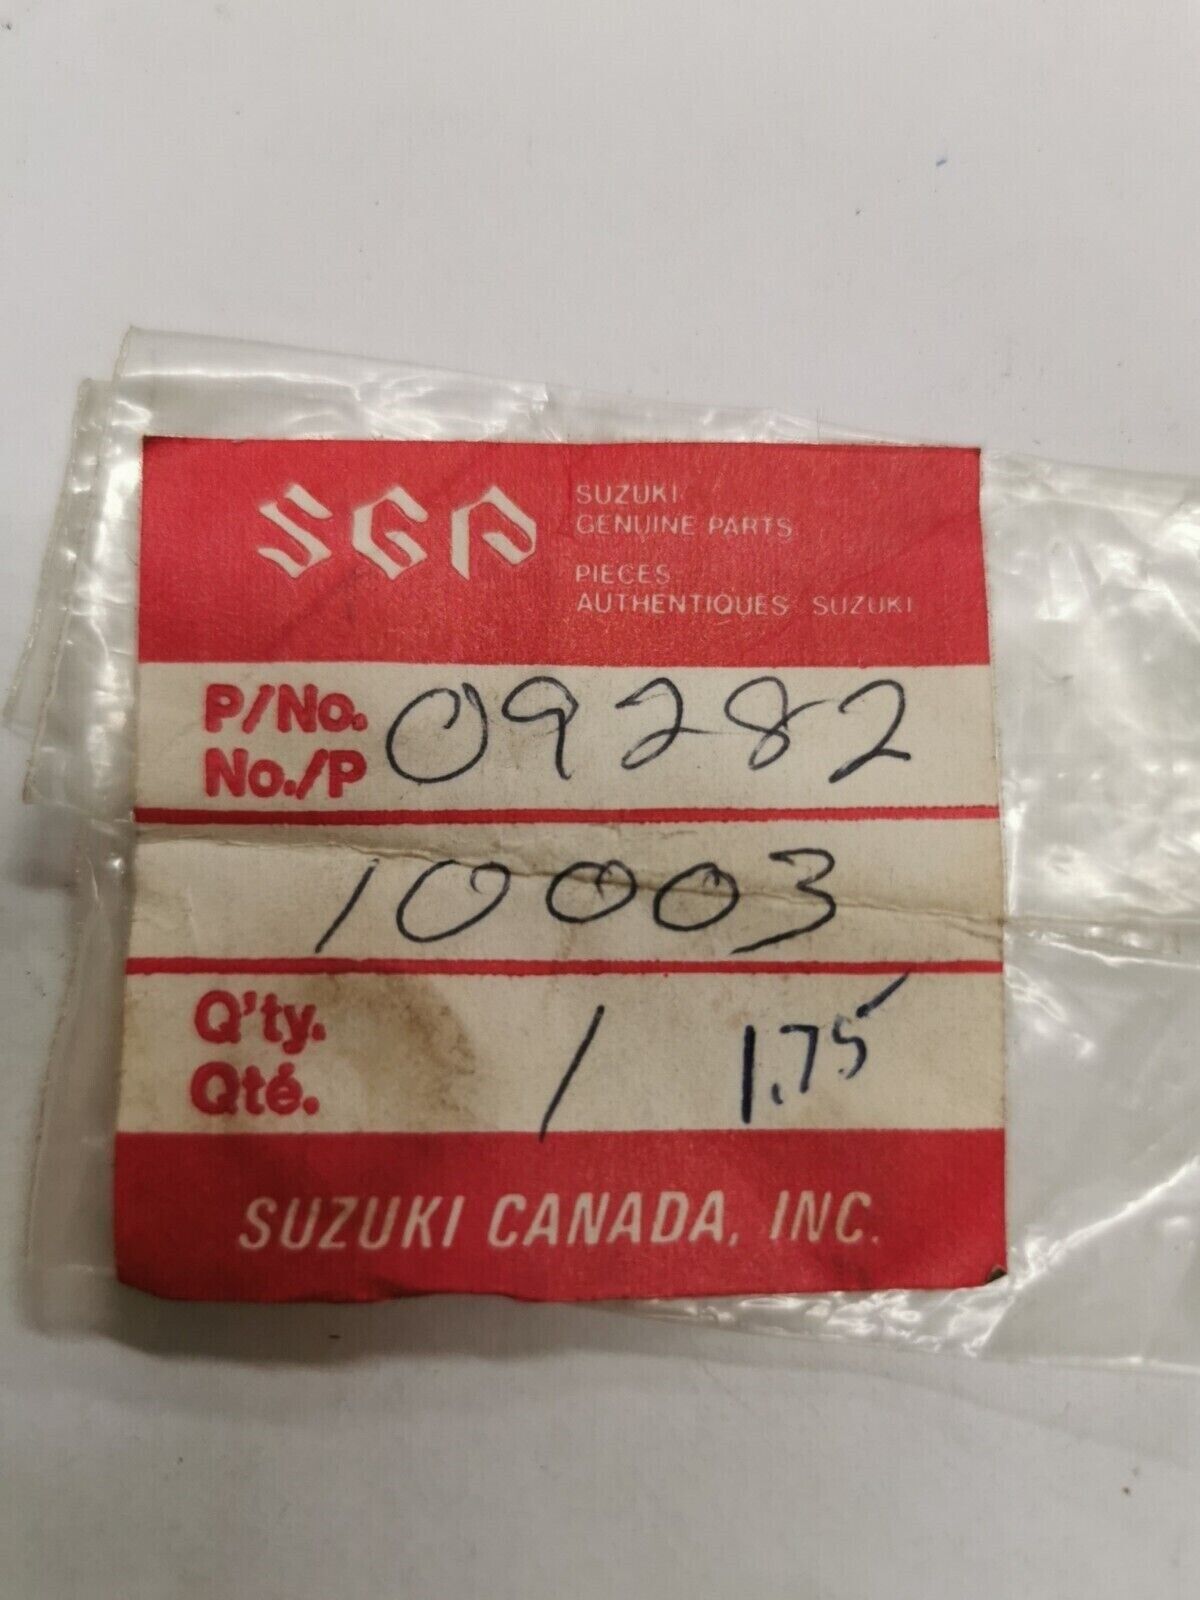 SGP
SUZUKI
GENUINE PARTS
PIECES
AUTHENTIQUES SUZUKI
P/No. 09282
No./P
10003
Q'ty. 1 1.75
Qté.
SUZUKI CANADA, INC.